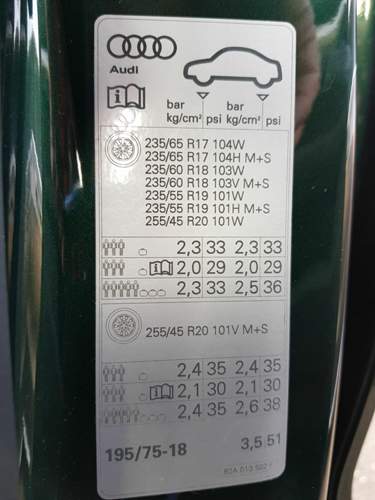 Audi
bar psi bar psi
kg/cm² kg/cm²
235/65 R17 104W
235/65 R17 104H M+S
235/60 R18 103W
235/60 R18 103V M+S
235/55 R19 101W
235/55 R19 101H M+S
255/45 R20 101W
2,3 33 2,3 33
2,0 29 2,0 29
2,3 33 2,5 36
255/45 R20 101V M+S
2,4 35 2,4 35
2,1 30 2,1 30
2,4 35 2,6 38
195/75-18 3,5 51